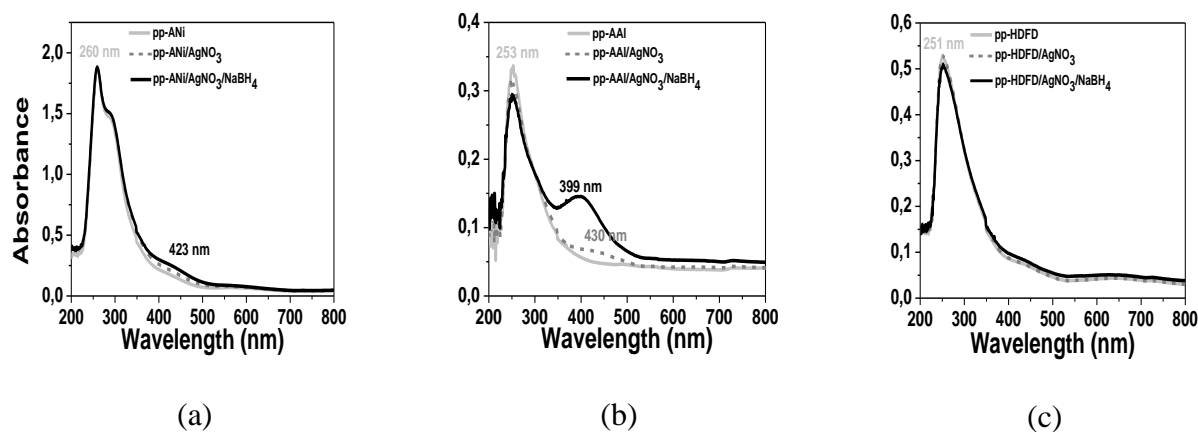 pp-ANi
260 nm
pp-ANi/AgNO3
pp-ANi/AgNO3/NaBH4
2,0
1,5
1,0
0,5
0,0
Absorbance
423 nm
200 300 400 500 600 700 800
Wavelength (nm)
(a)
0,4
0,3
0,2
0,1
0,0
253 nm
pp-AAl
pp-AAl/AgNO3
pp-AAl/AgNO3/NaBH4
399 nm
430 nm
200 300 400 500 600 700 800
Wavelength (nm)
(b)
0,6
0,5
0,4
0,3
0,2
0,1
0,0
251 nm
pp-HDFD
pp-HDFD/AgNO3
pp-HDFD/AgNO3/NaBH4
200 300 400 500 600 700 800
Wavelength (nm)
(c)